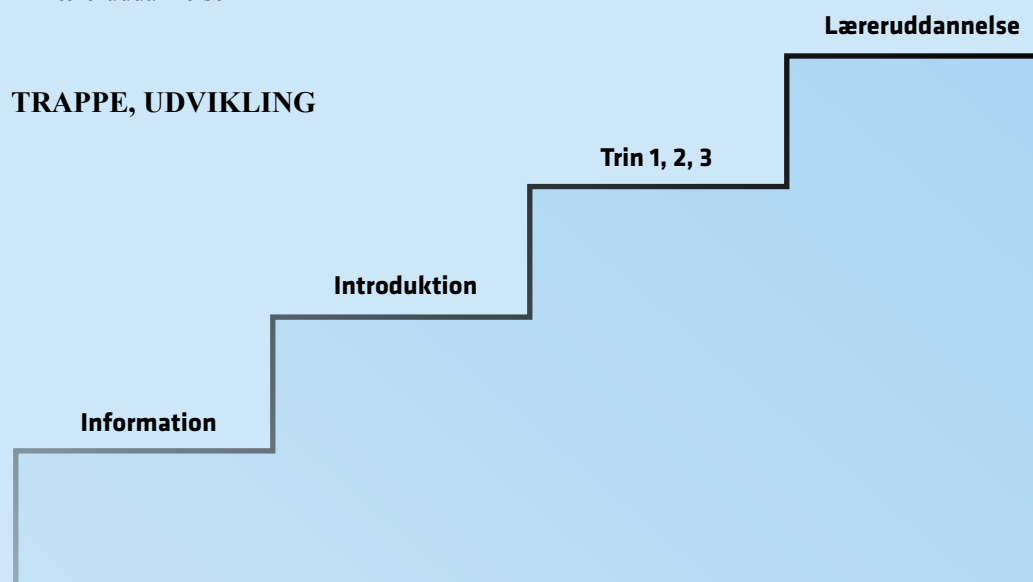 Læreruddannelse
TRAPPE, UDVIKLING
Trin 1, 2, 3
Introduktion
Information